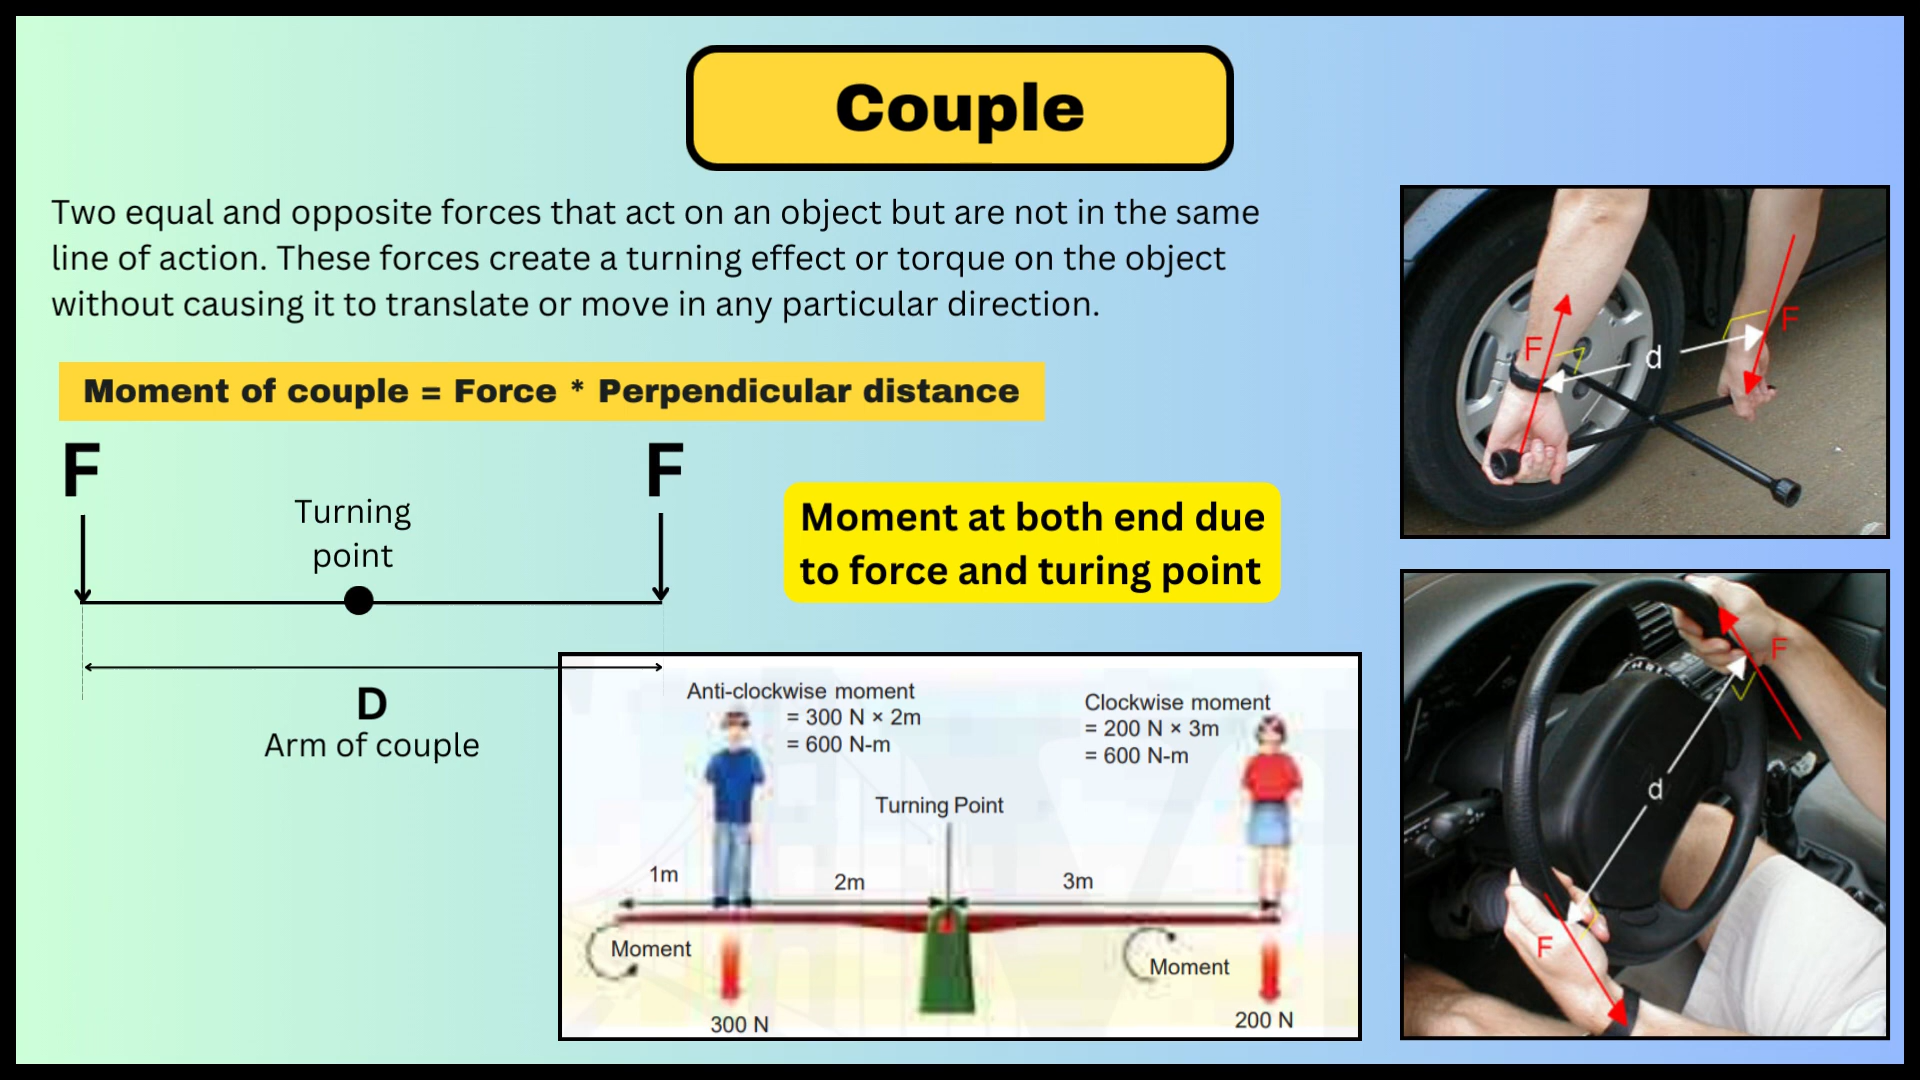 Couple
Two equal and opposite forces that act on an object but are not in the same
line of action. These forces create a turning effect or torque on the object
without causing it to translate or move in any particular direction.
Moment of couple = Force * Perpendicular distance
F
F
Turning
point
D
Arm of couple
Moment at both end due
to force and turing point
Anti-clockwise moment
= 300 N × 2m
= 600 N-m
Clockwise moment
= 200 N × 3m
= 600 N-m
Turning Point
1m
2m
3m
Moment
Moment
300 N
200 N
F
d
F
F
d
F